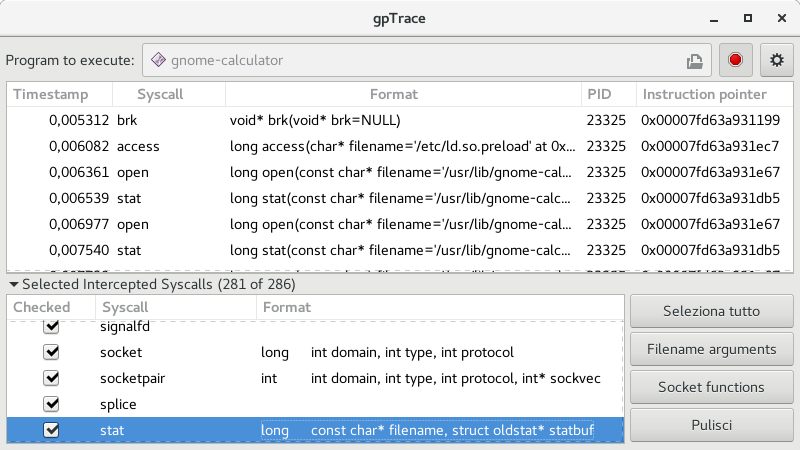 gpTrace
Program to execute: gnome-calculator
Timestamp Syscall Format PID Instruction pointer
0,005312 brk void* brk(void* brk=NULL) 23325 0x00007fd63a931199
0,006082 access long access(char* filename='/etc/ld.so.preload' at 0x... 23325 0x00007fd63a931ec7
0,006361 open long open(const char* filename='/usr/lib/gnome-calc... 23325 0x00007fd63a931e67
0,006539 stat long stat(const char* filename='/usr/lib/gnome-calc... 23325 0x00007fd63a931db5
0,006977 open long open(const char* filename='/usr/lib/gnome-calc... 23325 0x00007fd63a931e67
0,007540 stat long stat(const char* filename='/usr/lib/gnome-calc... 23325 0x00007fd63a931db5
Selected Intercepted Syscalls (281 of 286)
Checked Syscall Format
signalfd
socket long int domain, int type, int protocol
socketpair int int domain, int type, int protocol, int* sockvec
splice
stat long const char* filename, struct oldstat* statbuf
Seleziona tutto
Filename arguments
Socket functions
Pulisci